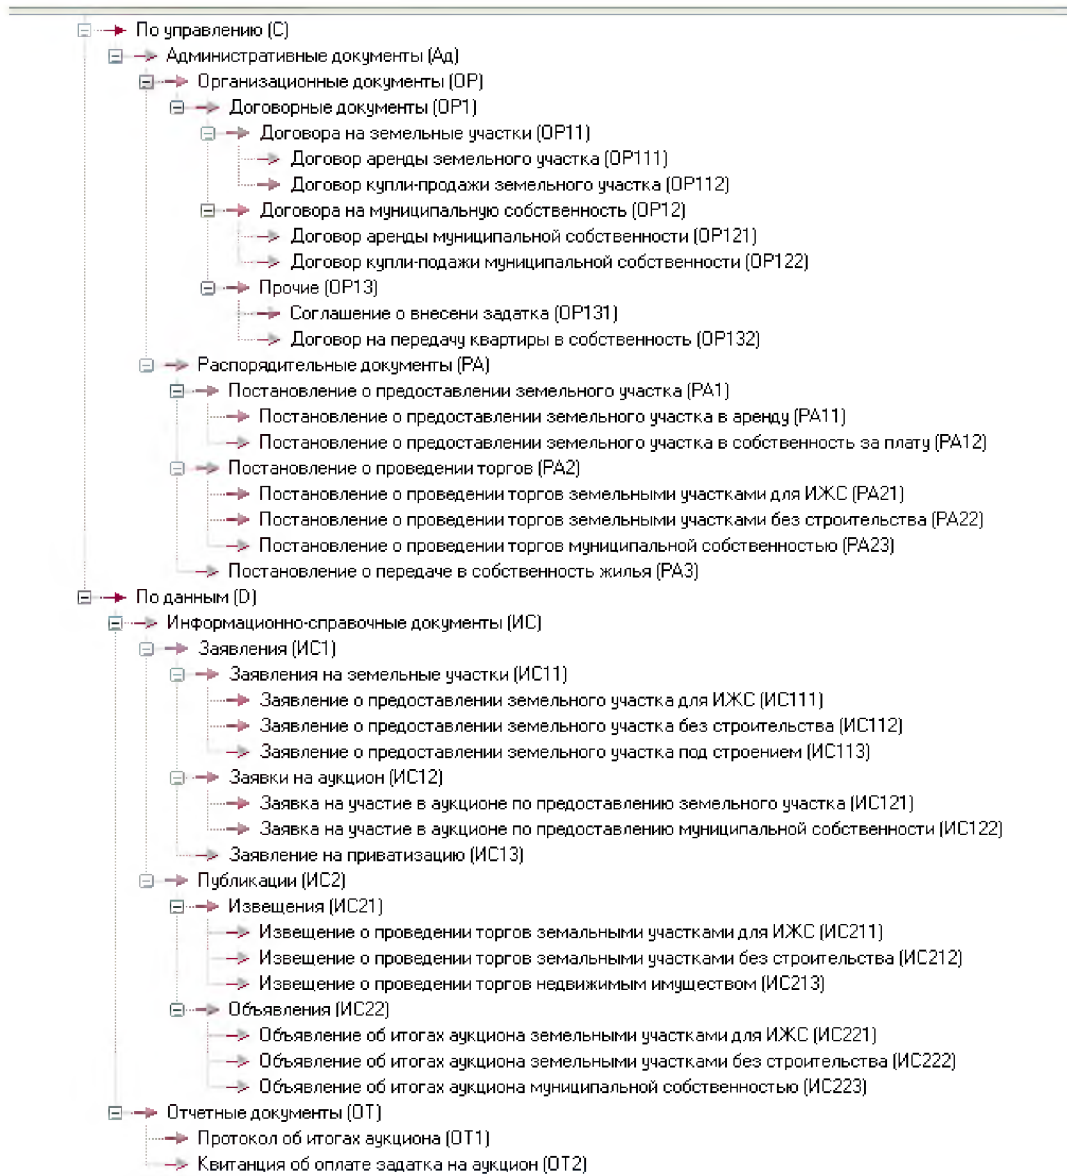 По управлению (С)
Административные документы (Ад)
Организационные документы (ОР)
Договорные документы (ОР1)
Договора на земельные участки (ОР11)
Договор аренды земельного участка (ОР111)
Договор купли-продажи земельного участка (ОР112)
Договора на муниципальную собственность (ОР12)
Договор аренды муниципальной собственности (ОР121)
Договор купли-подажи муниципальной собственности (ОР122)
Прочие (ОР13)
Соглашение о внесени задатка (ОР131)
Договор на передачу квартиры в собственность (ОР132)
Распорядительные документы (РА)
Постановление о предоставлении земельного участка (РА1)
Постановление о предоставлении земельного участка в аренду (РА11)
Постановление о предоставлении земельного участка в собственность за плату (РА12)
Постановление о проведении торгов (РА2)
Постановление о проведении торгов земельными участками для ИЖС (РА21)
Постановление о проведении торгов земельными участками без строительства (РА22)
Постановление о проведении торгов муниципальной собственностью (РА23)
Постановление о передаче в собственность жилья (РА3)
По данным (D)
Информационно-справочные документы (ИС)
Заявления (ИС1)
Заявления на земельные участки (ИС11)
Заявление о предоставлении земельного участка для ИЖС (ИС111)
Заявление о предоставлении земельного участка без строительства (ИС112)
Заявление о предоставлении земельного участка под строением (ИС113)
Заявки на аукцион (ИС12)
Заявка на участие в аукционе по предоставлению земельного участка (ИС121)
Заявка на участие в аукционе по предоставлению муниципальной собственности (ИС122)
Заявление на приватизацию (ИС13)
Публикации (ИС2)
Извещения (ИС21)
Извещение о проведении торгов земальными участками для ИЖС (ИС211)
Извещение о проведении торгов земальными участками без строительства (ИС212)
Извещение о проведении торгов недвижимым имуществом (ИС213)
Объявления (ИС22)
Объявление об итогах аукциона земельными участками для ИЖС (ИС221)
Объявление об итогах аукциона земельными участками без строительства (ИС222)
Объявление об итогах аукциона муниципальной собственностью (ИС223)
Отчетные документы (ОТ)
Протокол об итогах аукциона (ОТ1)
Квитанция об оплате задатка на аукцион (ОТ2)